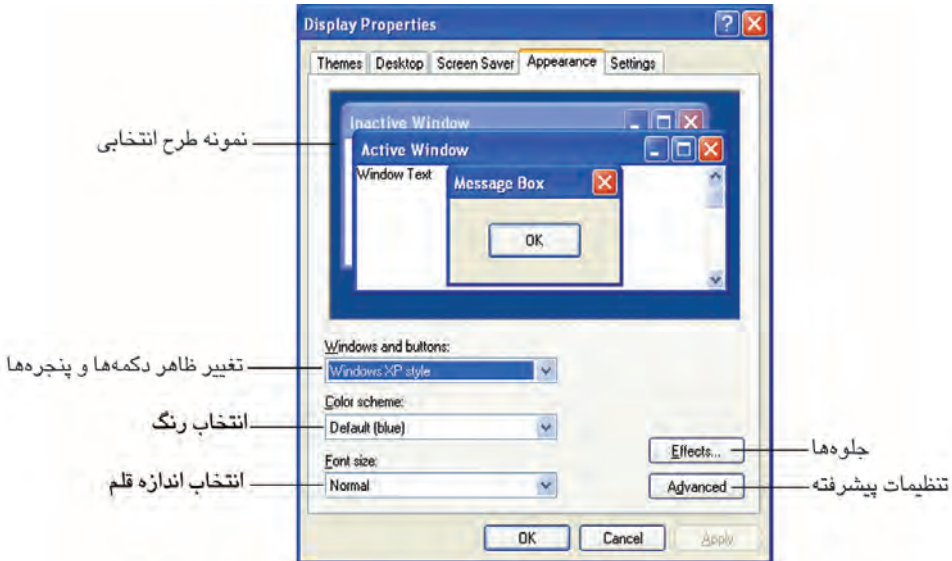 Display Properties
Themes Desktop Screen Saver Appearance Settings
Inactive Window
Active Window
Window Text
Message Box
OK
نمونه طرح انتخابی
Windows and buttons:
Windows XP style
تغییر ظاهر دکمه‌ها و پنجره‌ها
Color scheme:
Default (blue)
انتخاب رنگ
Font size:
Normal
انتخاب اندازه قلم
Effects...
جلوه‌ها
Advanced
تنظیمات پیشرفته
OK Cancel Apply